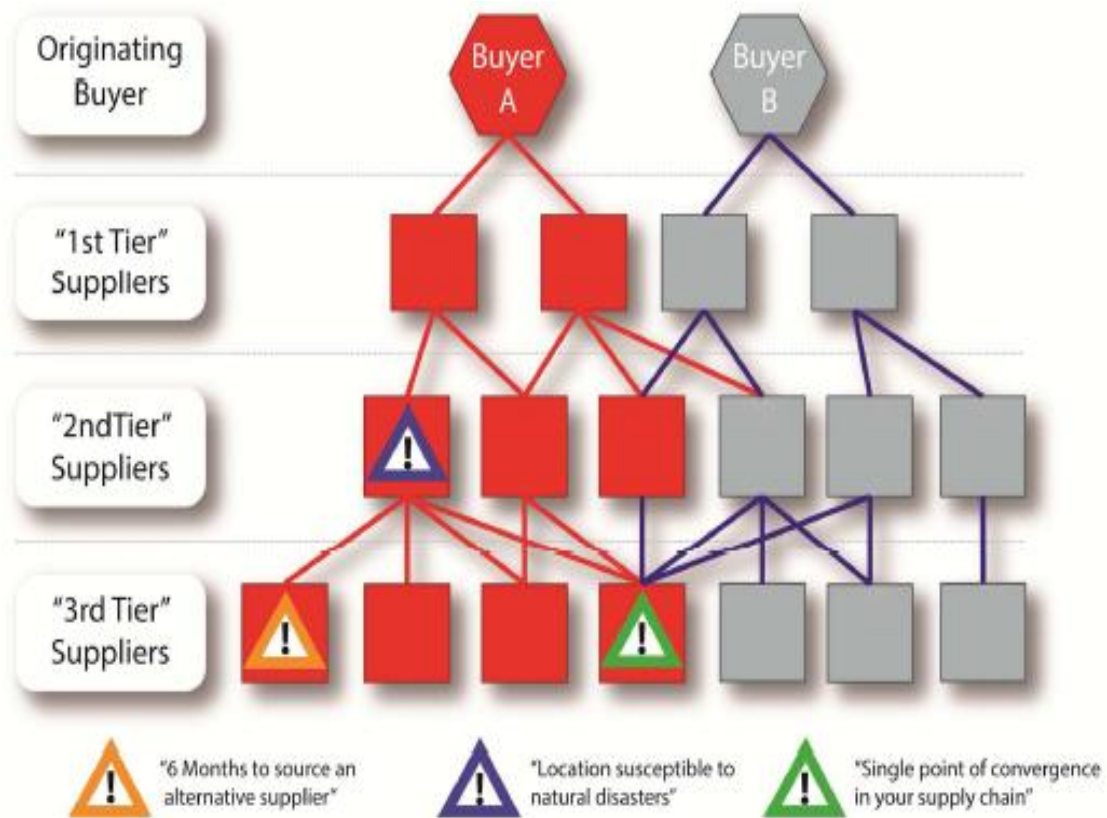 Originating
Buyer
Buyer
A
Buyer
B
"1st Tier"
Suppliers
"2ndTier"
Suppliers
"3rd Tier"
Suppliers
!
!
!
!
"6 Months to source an
alternative supplier"
!
"Location susceptible to
natural disasters"
!
"Single point of convergence
in your supply chain"